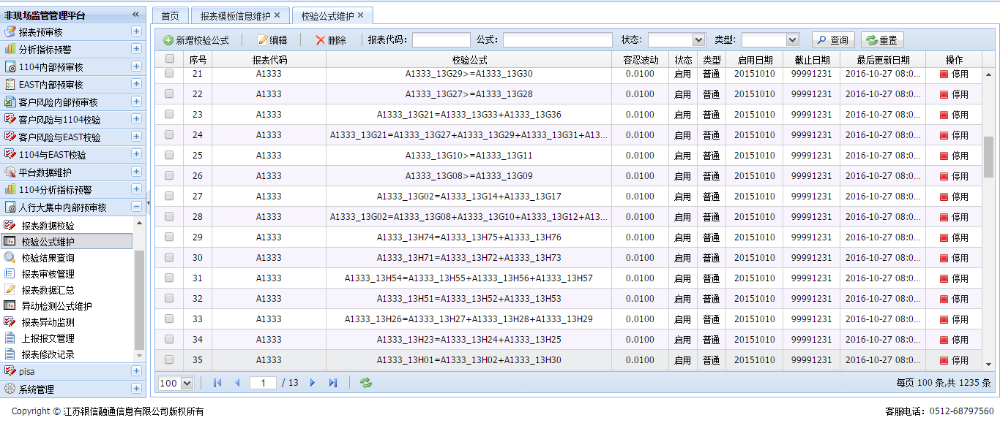 非现场监管管理平台
报表预审核
分析指标预警
1104内部预审核
EAST内部预审核
客户风险内部预审核
客户风险与1104校验
客户风险与EAST校验
1104与EAST校验
平台数据维护
1104分析指标预警
人行大集中内部预审核
报表数据校验
校验公式维护
校验结果查询
报表审核管理
报表数据汇总
异动检测公式维护
报表异动监测
上报报文管理
报表修改记录
pisa
系统管理
首页 报表模板信息维护 校验公式维护
新增校验公式 编辑 删除 报表代码: 公式: 状态: 类型: 查询 重置
序号 报表代码 校验公式 容忍波动 状态 类型 启用日期 截止日期 最后更新日期 操作
21 A1333 A1333_13G29>=A1333_13G30 0.0100 启用 普通 20151010 99991231 2016-10-27 08:0... 停用
22 A1333 A1333_13G27>=A1333_13G28 0.0100 启用 普通 20151010 99991231 2016-10-27 08:0... 停用
23 A1333 A1333_13G21=A1333_13G33+A1333_13G36 0.0100 启用 普通 20151010 99991231 2016-10-27 08:0... 停用
24 A1333 A1333_13G21=A1333_13G27+A1333_13G29+A1333_13G31+A13... 0.0100 启用 普通 20151010 99991231 2016-10-27 08:0... 停用
25 A1333 A1333_13G10>=A1333_13G11 0.0100 启用 普通 20151010 99991231 2016-10-27 08:0... 停用
26 A1333 A1333_13G08>=A1333_13G09 0.0100 启用 普通 20151010 99991231 2016-10-27 08:0... 停用
27 A1333 A1333_13G02=A1333_13G14+A1333_13G17 0.0100 启用 普通 20151010 99991231 2016-10-27 08:0... 停用
28 A1333 A1333_13G02=A1333_13G08+A1333_13G10+A1333_13G12+A13... 0.0100 启用 普通 20151010 99991231 2016-10-27 08:0... 停用
29 A1333 A1333_13H74=A1333_13H75+A1333_13H76 0.0100 启用 普通 20151010 99991231 2016-10-27 08:0... 停用
30 A1333 A1333_13H71=A1333_13H72+A1333_13H73 0.0100 启用 普通 20151010 99991231 2016-10-27 08:0... 停用
31 A1333 A1333_13H54=A1333_13H55+A1333_13H56+A1333_13H57 0.0100 启用 普通 20151010 99991231 2016-10-27 08:0... 停用
32 A1333 A1333_13H51=A1333_13H52+A1333_13H53 0.0100 启用 普通 20151010 99991231 2016-10-27 08:0... 停用
33 A1333 A1333_13H26=A1333_13H27+A1333_13H28+A1333_13H29 0.0100 启用 普通 20151010 99991231 2016-10-27 08:0... 停用
34 A1333 A1333_13H23=A1333_13H24+A1333_13H25 0.0100 启用 普通 20151010 99991231 2016-10-27 08:0... 停用
35 A1333 A1333_13H01=A1333_13H02+A1333_13H30 0.0100 启用 普通 20151010 99991231 2016-10-27 08:0... 停用
100 1 / 13 每页 100 条,共 1235 条
Copyright © 江苏银信融通信息有限公司版权所有 客服电话：0512-68797560